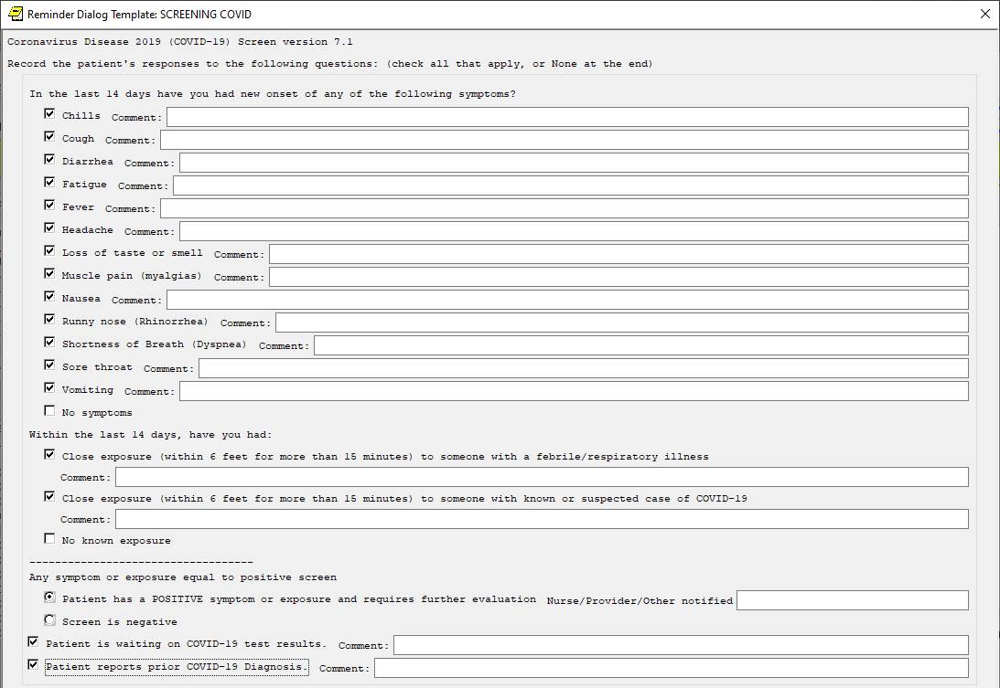 Reminder Dialog Template: SCREENING COVID
Coronavirus Disease 2019 (COVID-19) Screen version 7.1
Record the patient's responses to the following questions: (check all that apply, or None at the end)
In the last 14 days have you had new onset of any of the following symptoms?
Chills Comment:
Cough Comment:
Diarrhea Comment:
Fatigue Comment:
Fever Comment:
Headache Comment:
Loss of taste or smell Comment:
Muscle pain (myalgias) Comment:
Nausea Comment:
Runny nose (Rhinorrhea) Comment:
Shortness of Breath (Dyspnea) Comment:
Sore throat Comment:
Vomiting Comment:
No symptoms
Within the last 14 days, have you had:
Close exposure (within 6 feet for more than 15 minutes) to someone with a febrile/respiratory illness
Comment:
Close exposure (within 6 feet for more than 15 minutes) to someone with known or suspected case of COVID-19
Comment:
No known exposure
-----------------------------------
Any symptom or exposure equal to positive screen
Patient has a POSITIVE symptom or exposure and requires further evaluation Nurse/Provider/Other notified
Screen is negative
Patient is waiting on COVID-19 test results. Comment:
Patient reports prior COVID-19 Diagnosis. Comment: